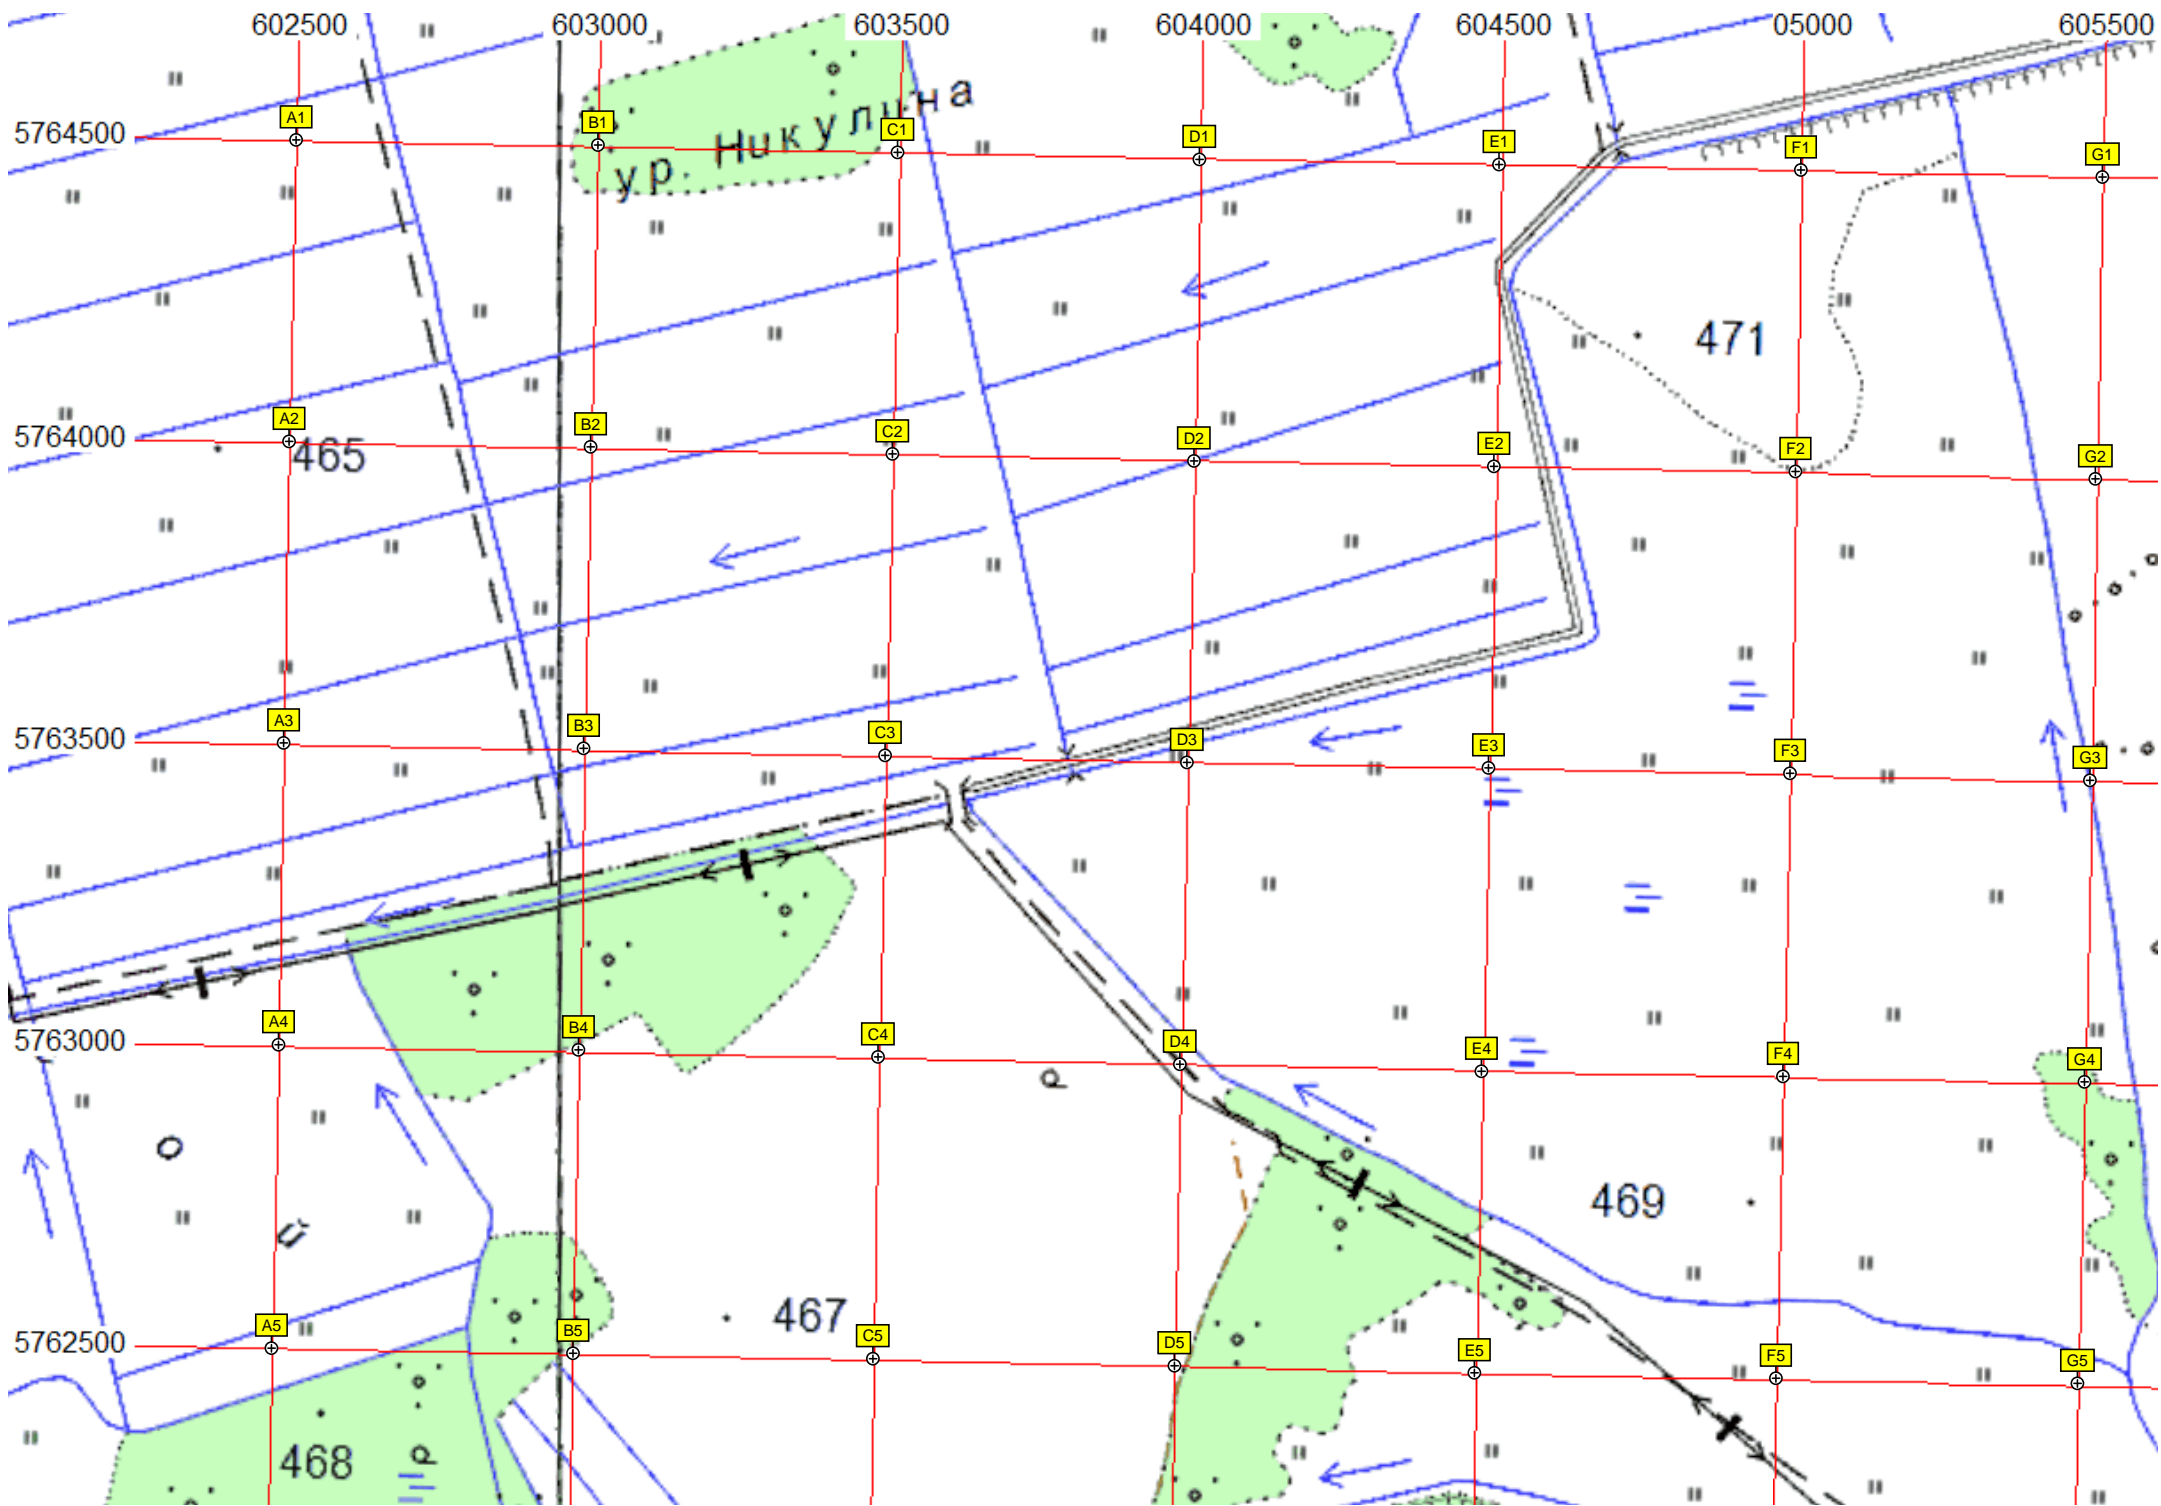 602500 603000 603500 604000 604500 05000 605500
ур. Никулина
5764500 A1 B1 C1 D1 E1 F1 G1
471
5764000 A2 B2 C2 D2 E2 F2 G2
465
5763500 A3 B3 C3 D3 E3 F3 G3
5763000 A4 B4 C4 D4 E4 F4 G4
р
о
469
й
467
5762500 A5 B5 C5 D5 E5 F5 G5
468
р